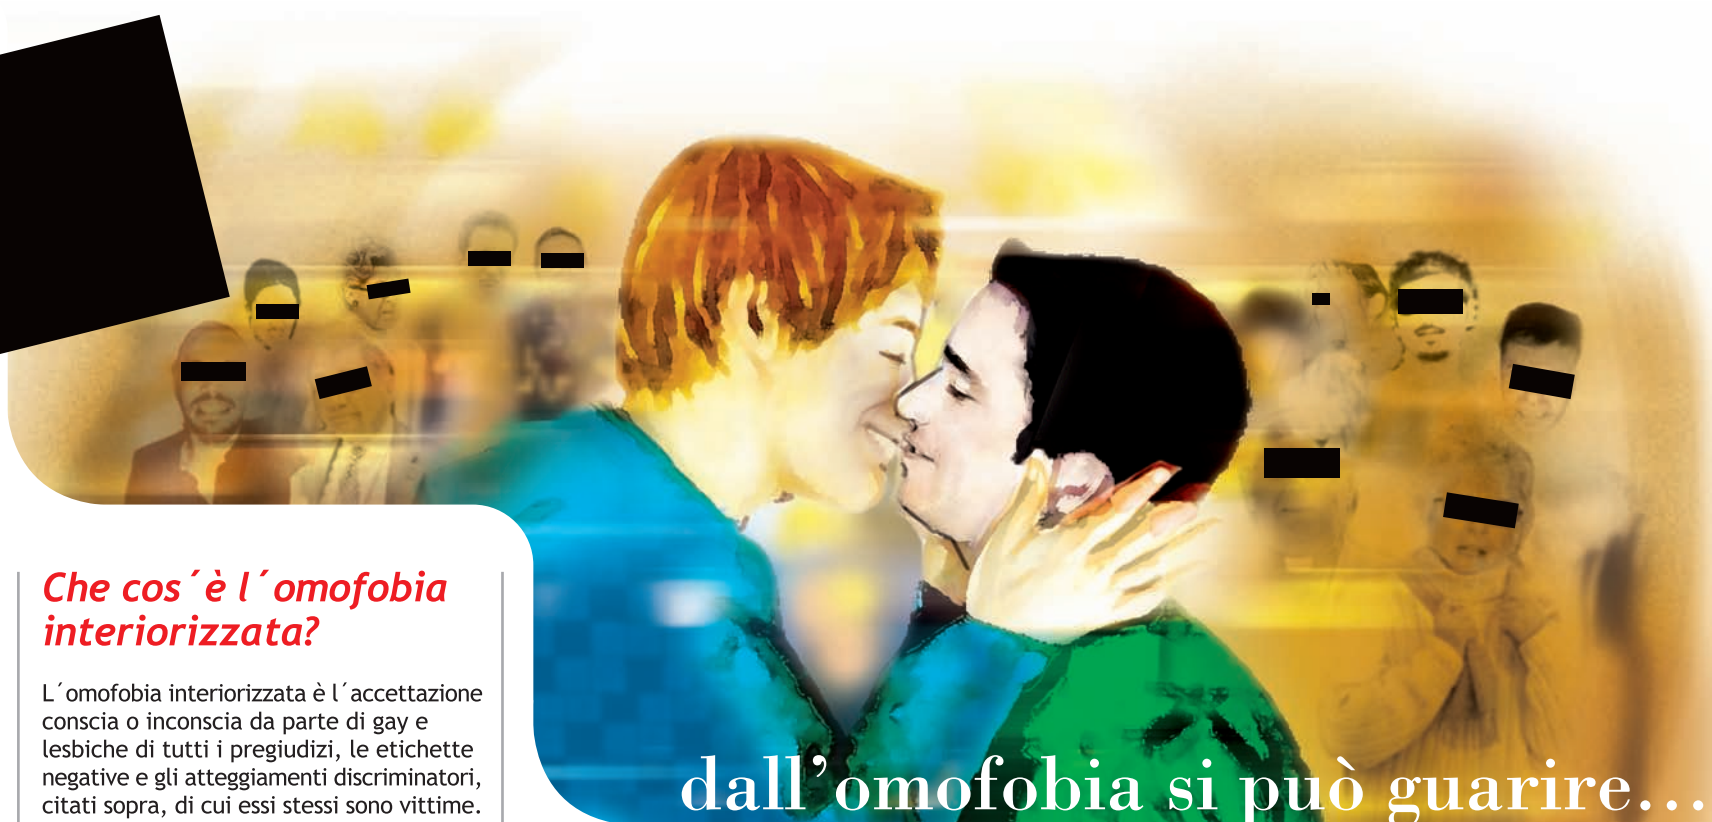 Che cos´è l´omofobia
interiorizzata?
L´omofobia interiorizzata è l´accettazione
conscia o inconscia da parte di gay e
lesbiche di tutti i pregiudizi, le etichette
negative e gli atteggiamenti discriminatori,
citati sopra, di cui essi stessi sono vittime.
dall’omofobia si può guarire...